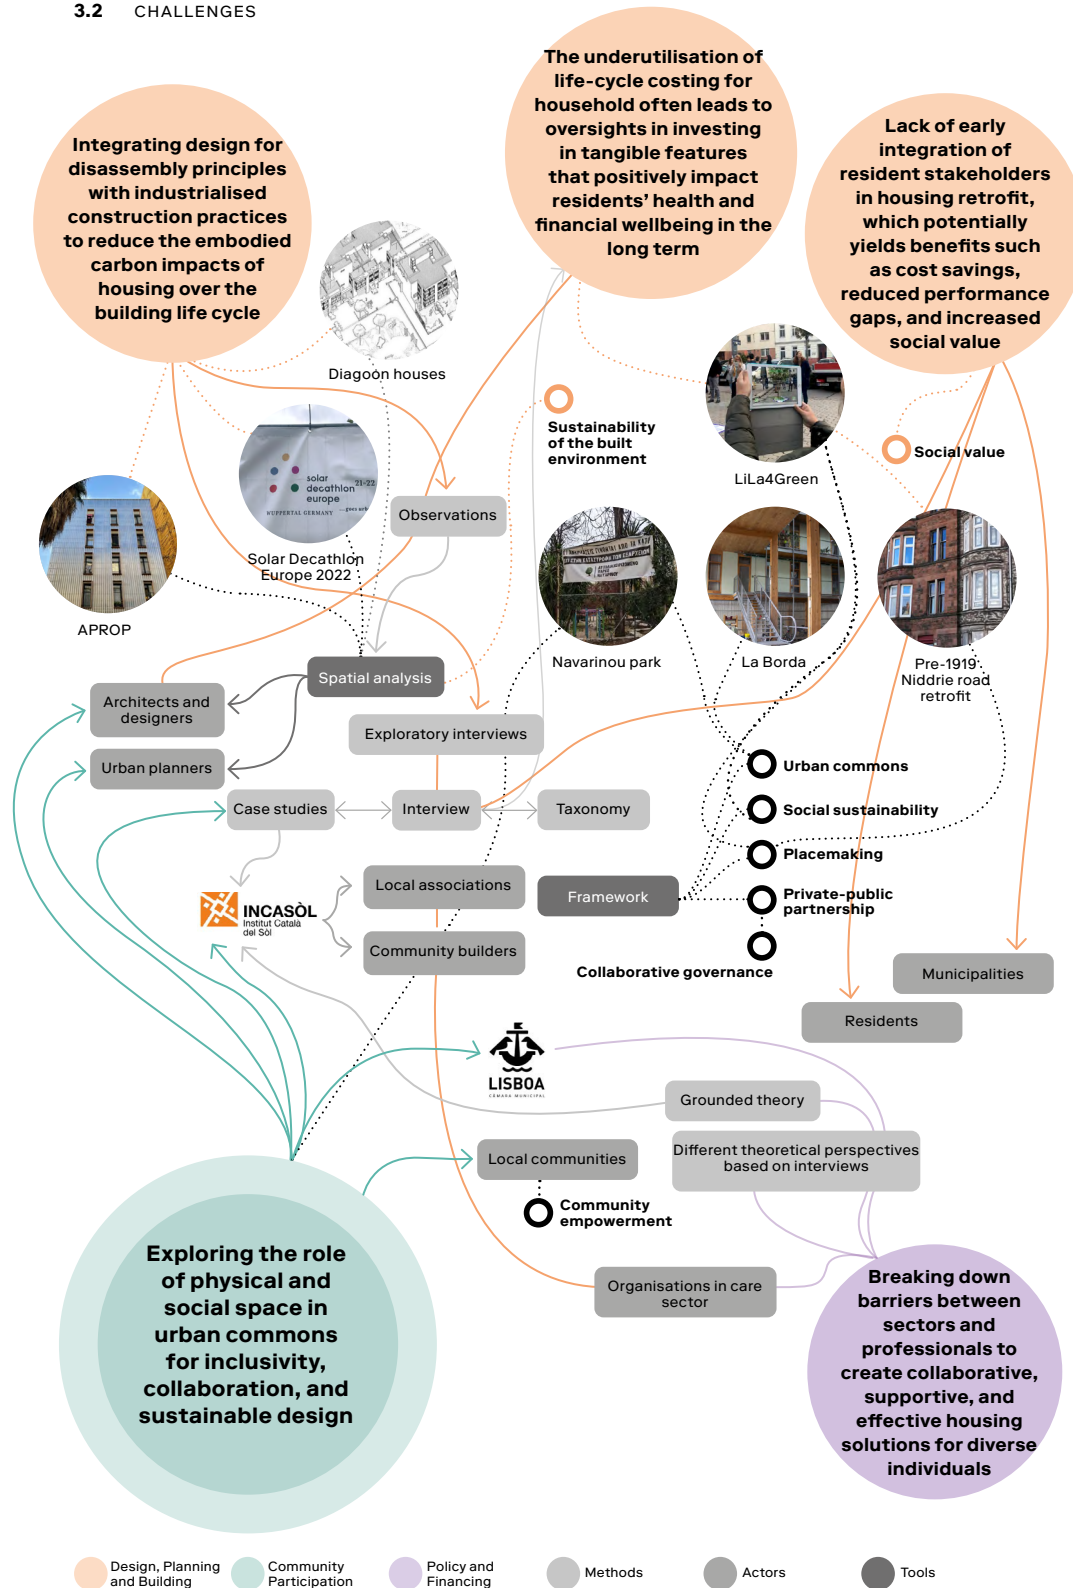 3.2 CHALLENGES
The underutilisation of
life-cycle costing for
household often leads to
oversights in investing
in tangible features
that positively impact
residents' health and
financial wellbeing in the
long term
Integrating design for
disassembly principles
with industrialised
construction practices
to reduce the embodied
carbon impacts of
housing over the
building life cycle
Lack of early
integration of
resident stakeholders
in housing retrofit,
which potentially
yields benefits such
as cost savings,
reduced performance
gaps, and increased
social value
Diagoon houses
Sustainability
of the built
environment
Social value
LiLa4Green
solar
decathlon
europe
21-22
WUPPERTAL GERMANY
...goes urb
Observations
Solar Decathlon
Europe 2022
APROP
Navarinou park
La Borda
Pre-1919
Niddrie road
retrofit
Spatial analysis
Architects and
designers
Exploratory interviews
Urban planners
Urban commons
Case studies
Interview
Taxonomy
Social sustainability
Placemaking
Local associations
Framework
Private-public
partnership
INCASÒL
Institut Català
del Sòl
Community builders
Collaborative governance
Municipalities
Residents
LISBOA
CÂMARA MUNICIPAL
Grounded theory
Local communities
Different theoretical perspectives
based on interviews
Community
empowerment
Exploring the role
of physical and
social space in
urban commons
for inclusivity,
collaboration, and
sustainable design
Organisations in care
sector
Breaking down
barriers between
sectors and
professionals to
create collaborative,
supportive, and
effective housing
solutions for diverse
individuals
Design, Planning
and Building
Community
Participation
Policy and
Financing
Methods
Actors
Tools